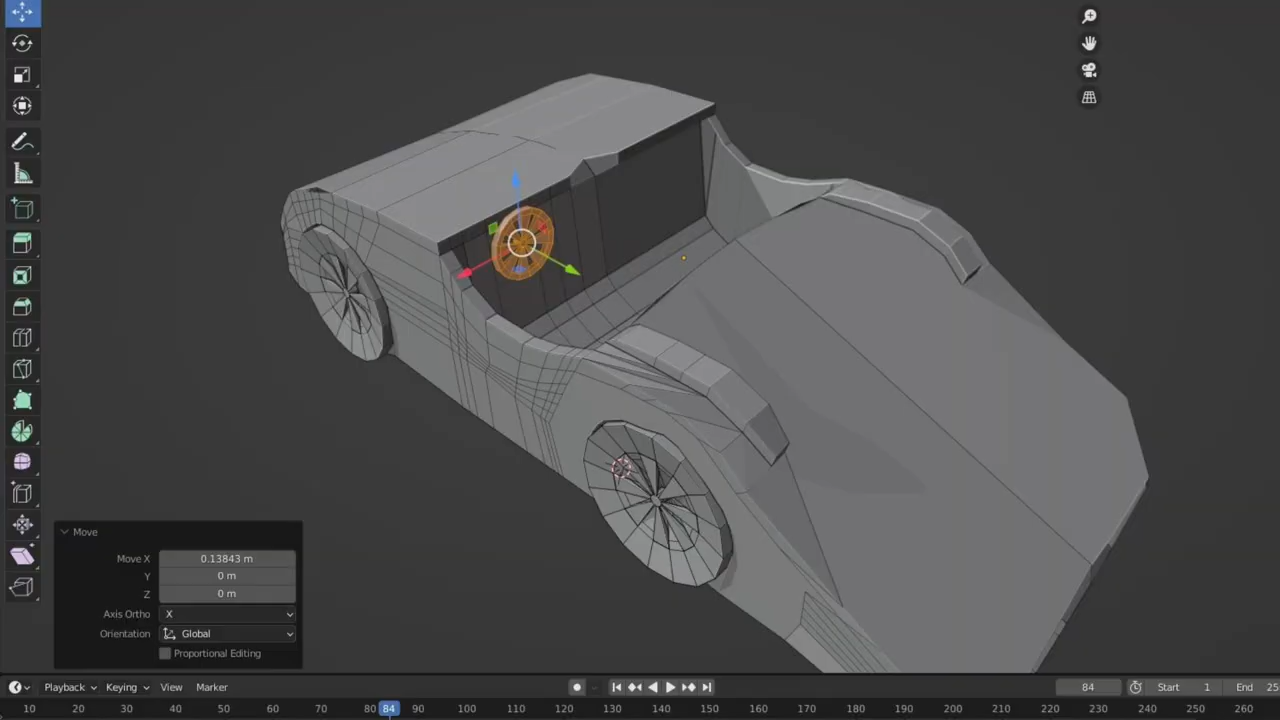 Move
Move X 0.13843 m
Y 0 m
Z 0 m
Axis Ortho X
Orientation Global
Proportional Editing
Playback Keying View Marker 84 Start 1 End 25
10 20 30 40 50 60 70 80 84 90 100 110 120 130 140 150 160 170 180 190 200 210 220 230 240 250 260